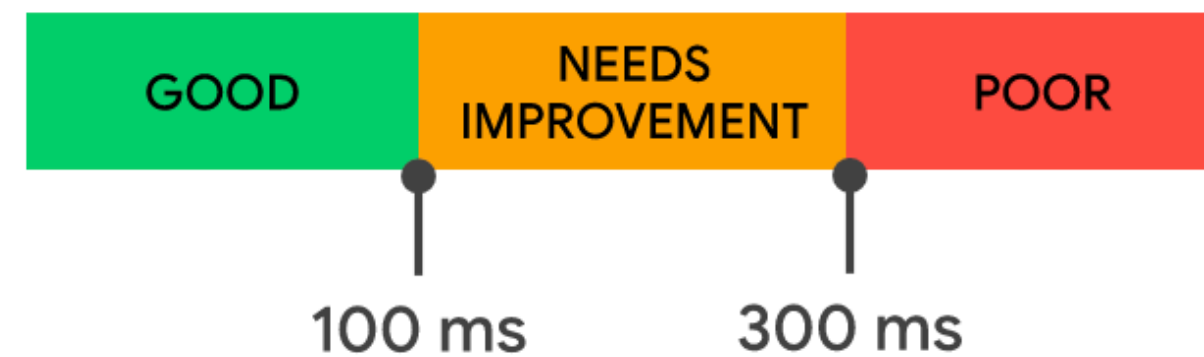 GOOD
NEEDS
IMPROVEMENT
POOR
100 ms
300 ms